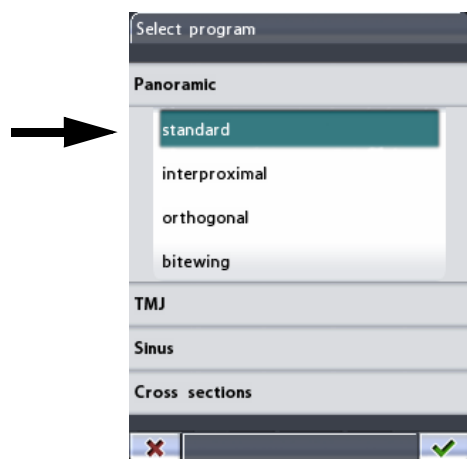 Select program
Panoramic
standard
interproximal
orthogonal
bitewing
TMJ
Sinus
Cross sections